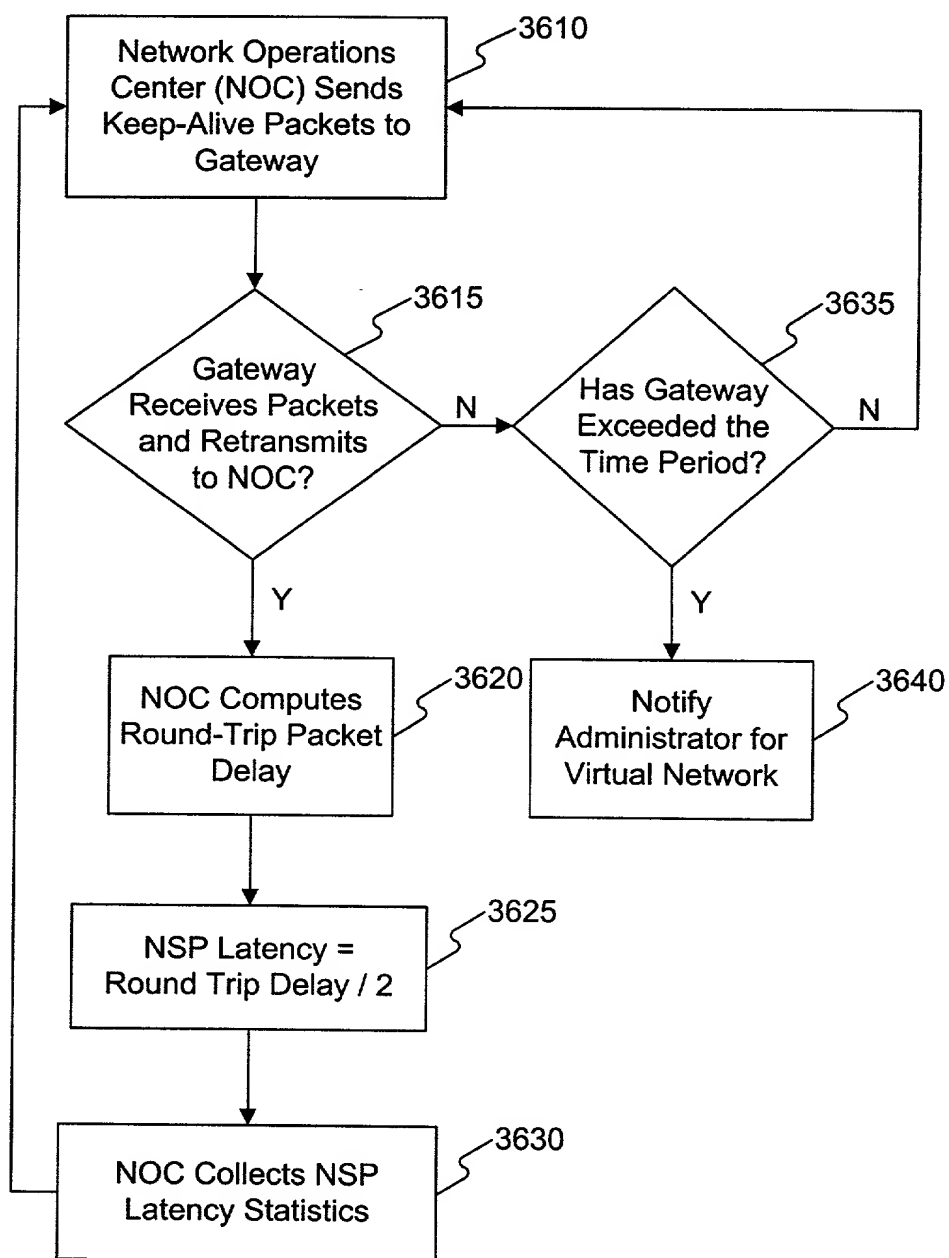 3610
Network Operations
Center (NOC) Sends
Keep-Alive Packets to
Gateway
3615
Gateway
Receives Packets
and Retransmits
to NOC?
N
Y
3635
Has Gateway
Exceeded the
Time Period?
N
Y
3620
NOC Computes
Round-Trip Packet
Delay
3640
Notify
Administrator for
Virtual Network
3625
NSP Latency =
Round Trip Delay / 2
3630
NOC Collects NSP
Latency Statistics